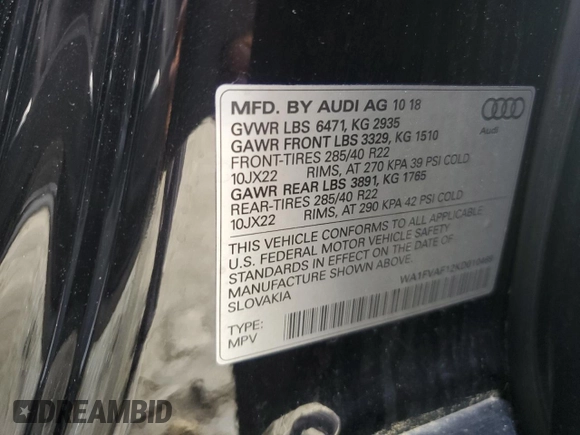 MFD. BY AUDI AG 10 18
GVWR LBS 6471, KG 2935
GAWR FRONT LBS 3329, KG 1510
FRONT-TIRES 285/40 R22
10JX22 RIMS, AT 270 KPA 39 PSI COLD
GAWR REAR LBS 3891, KG 1765
REAR-TIRES 285/40 R22
10JX22 RIMS, AT 290 KPA 42 PSI COLD
Audi
THIS VEHICLE CONFORMS TO ALL APPLICABLE
U.S. FEDERAL MOTOR VEHICLE SAFETY
STANDARDS IN EFFECT ON THE DATE OF
MANUFACTURE SHOWN ABOVE.
SLOVAKIA
TYPE:
MPV
DREAMBID